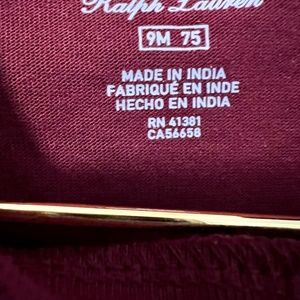 Ralph Lauren
9M 75
MADE IN INDIA
FABRIQUÉ EN INDE
HECHO EN INDIA
RN 41381
CA56658